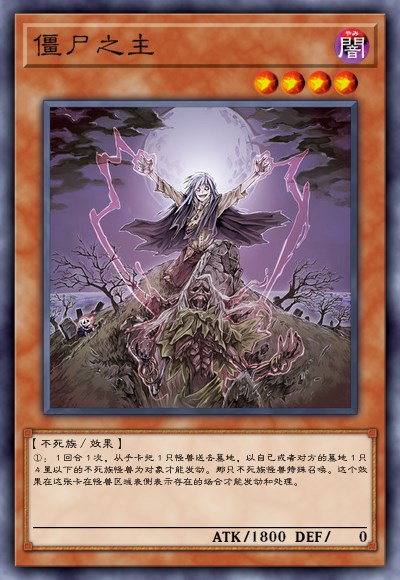 僵尸之主
やみ
闇
【不死族／效果】
①：1回合1次，从手卡把1只怪兽送去墓地，以自己或者对方的墓地1只
4星以下的不死族怪兽为对象才能发动。那只不死族怪兽特殊召唤。这个
效果在这张卡在怪兽区域表侧表示存在的场合才能发动和处理。
ATK/1800 DEF/ 0